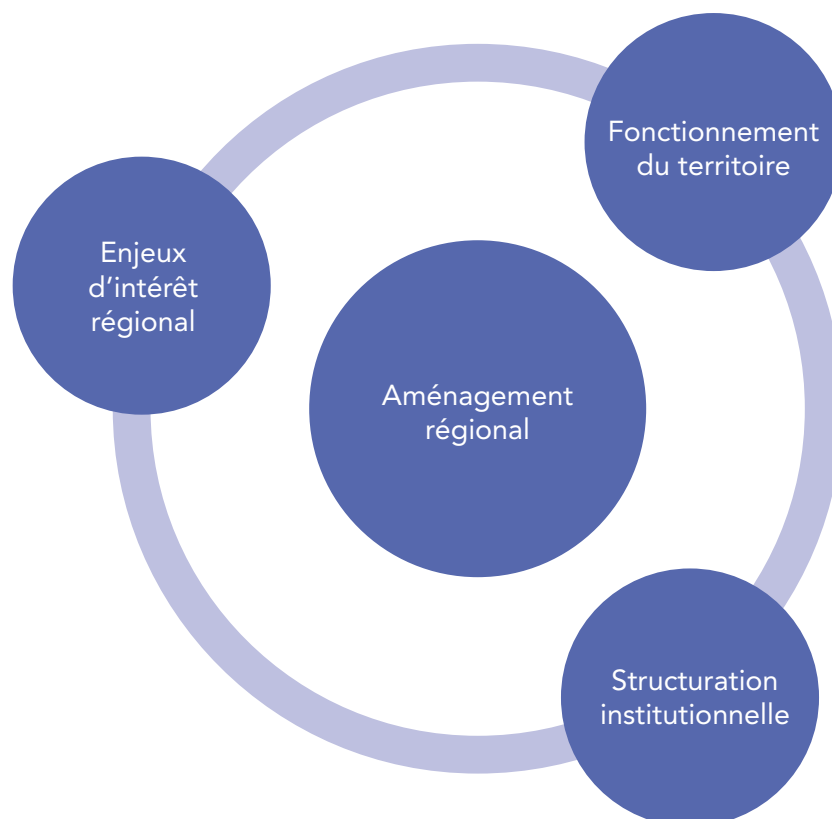 Fonctionnement
du territoire
Enjeux
d’intérêt
régional
Aménagement
régional
Structuration
institutionnelle